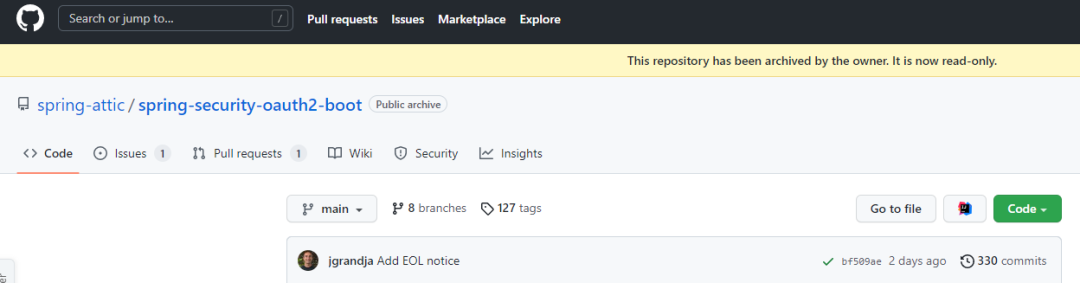 Search or jump to... / Pull requests Issues Marketplace Explore
This repository has been archived by the owner. It is now read-only.
spring-attic / spring-security-oauth2-boot Public archive
<> Code Issues 1 Pull requests 1 Wiki Security Insights
main 8 branches 127 tags Go to file Code
jgrandja Add EOL notice bf509ae 2 days ago 330 commits